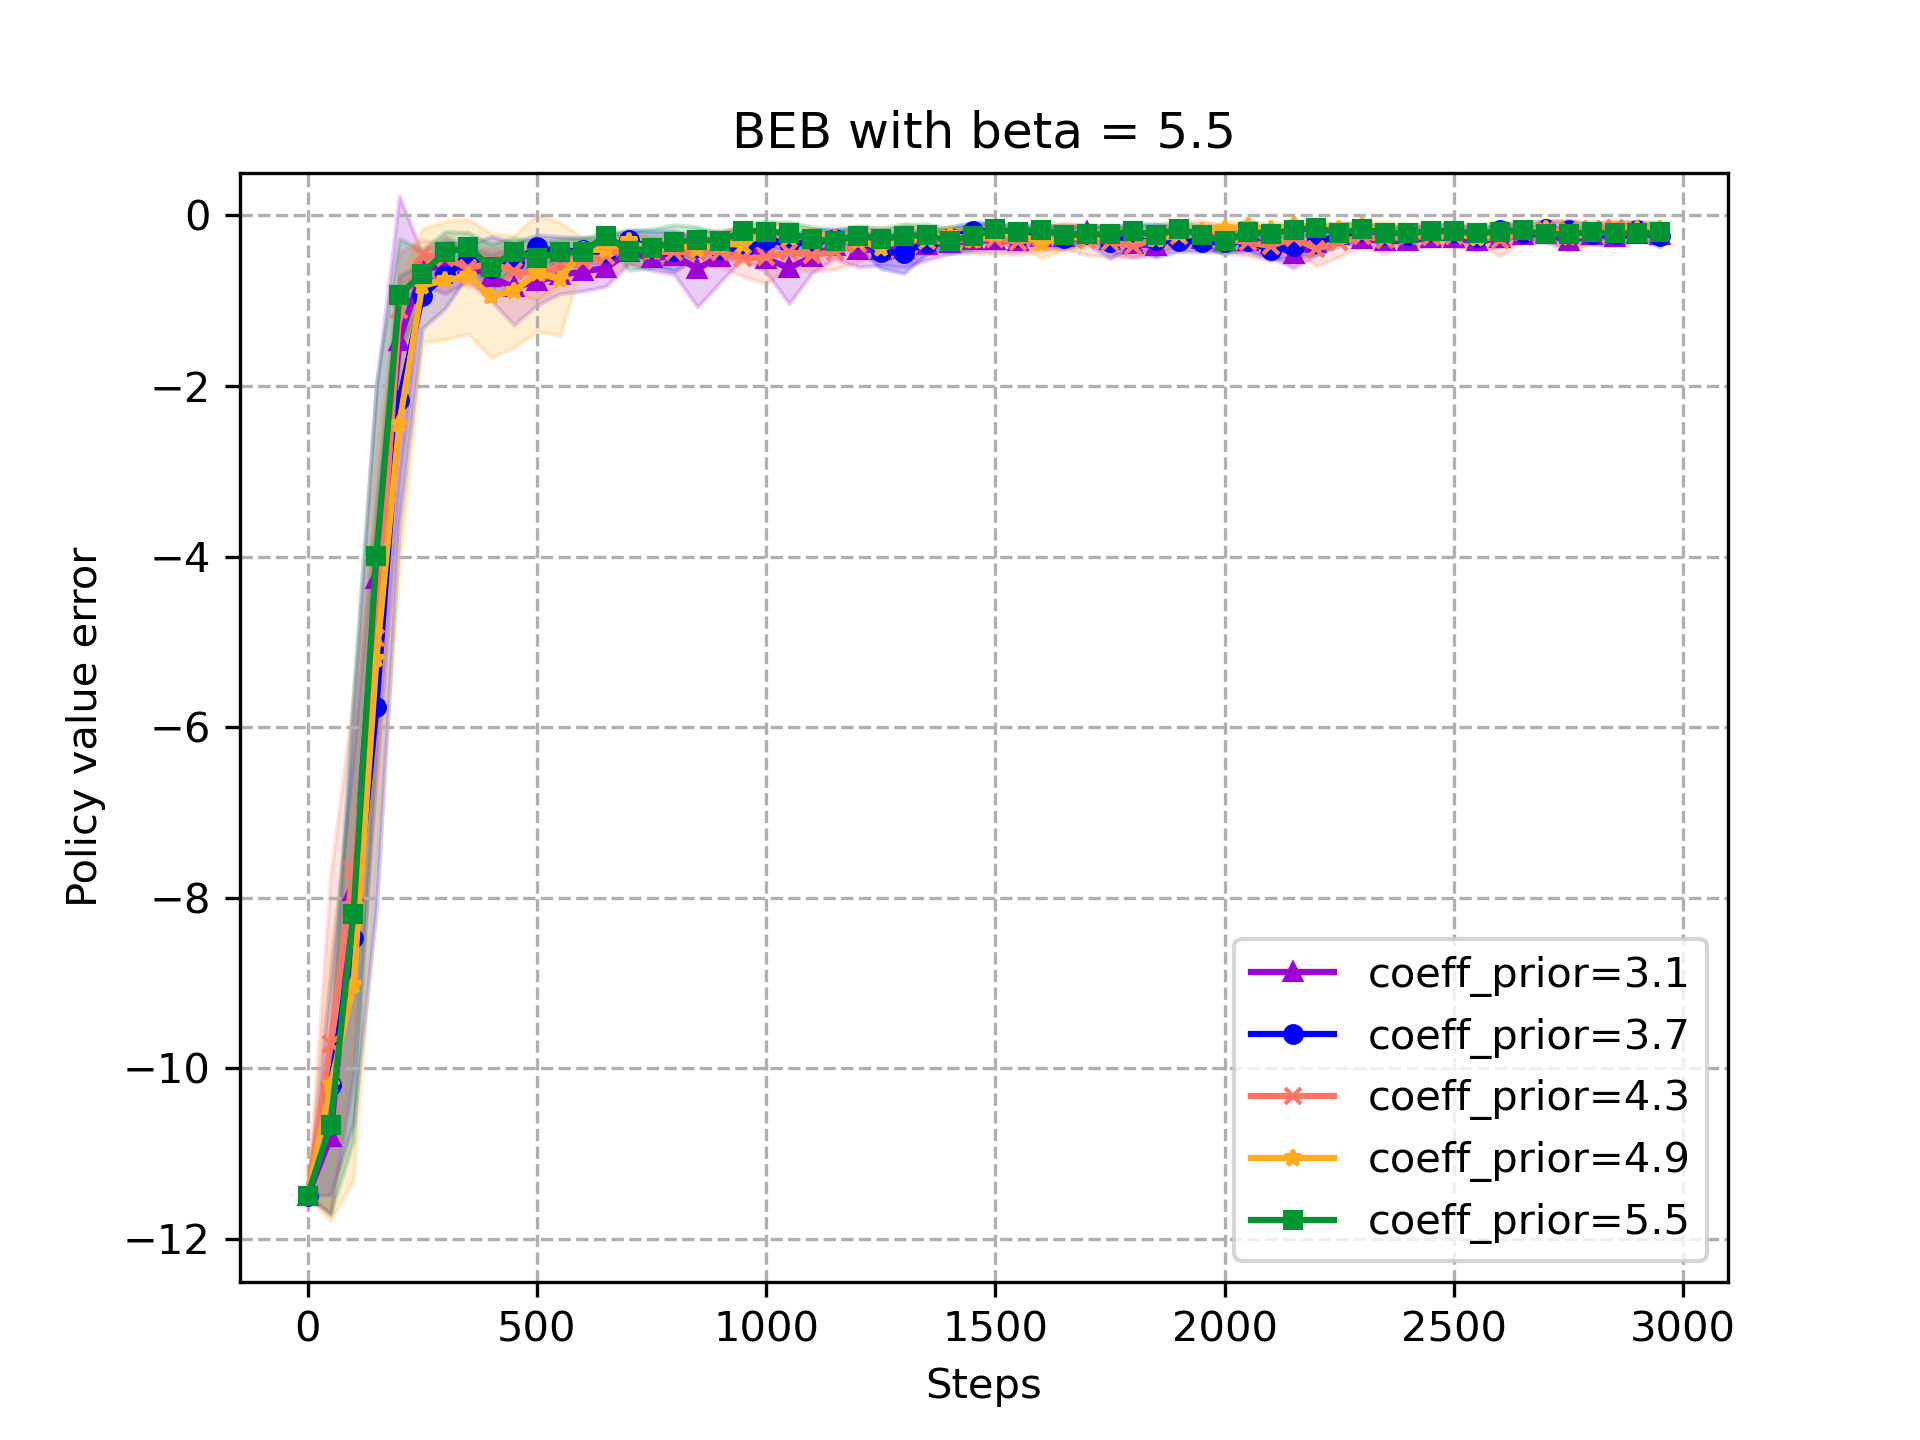 BEB with beta = 5.5
Policy value error
0
−2
−4
−6
−8
−10
−12
coeff_prior=3.1
coeff_prior=3.7
coeff_prior=4.3
coeff_prior=4.9
coeff_prior=5.5
0 500 1000 1500 2000 2500 3000
Steps